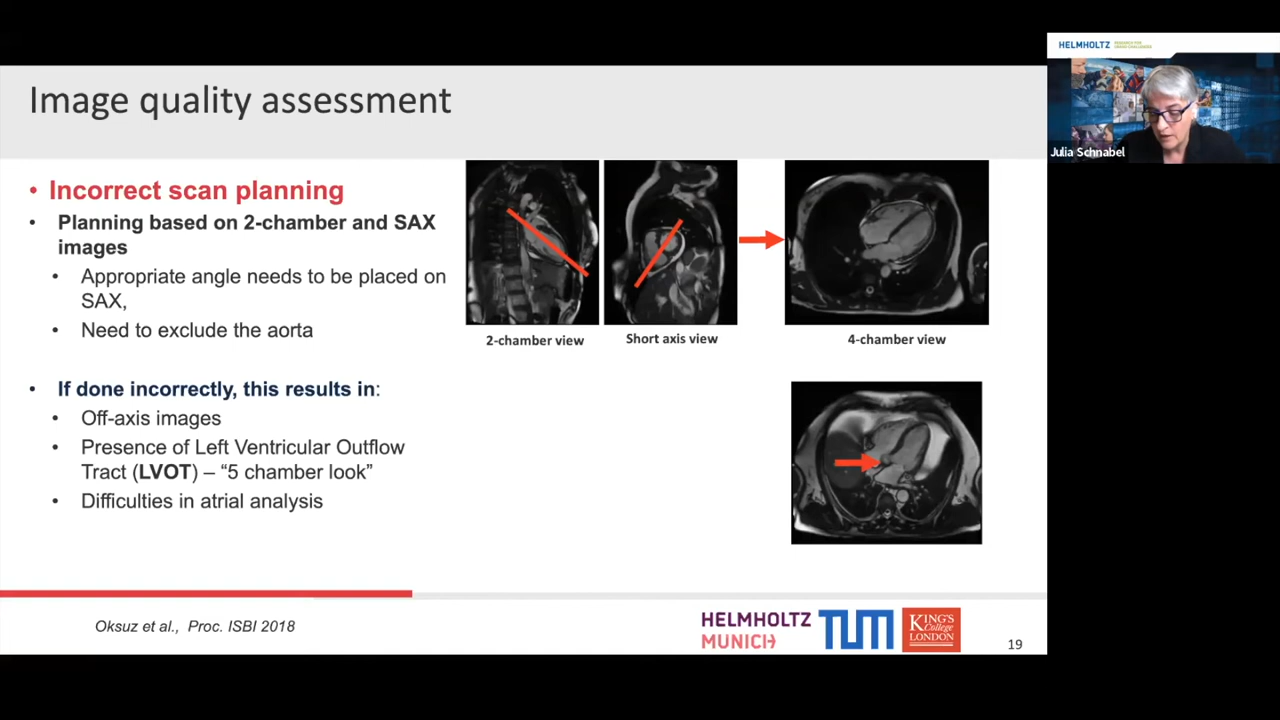 Image quality assessment
HELMHOLTZ
Julia Schnabel
• Incorrect scan planning
• Planning based on 2-chamber and SAX
images
• Appropriate angle needs to be placed on
SAX,
• Need to exclude the aorta
2-chamber view
Short axis view
4-chamber view
• If done incorrectly, this results in:
• Off-axis images
• Presence of Left Ventricular Outflow
Tract (LVOT) – “5 chamber look”
• Difficulties in atrial analysis
Oksuz et al., Proc. ISBI 2018
HELMHOLTZ
MUNICH
TUM
KING'S
College
LONDON
19